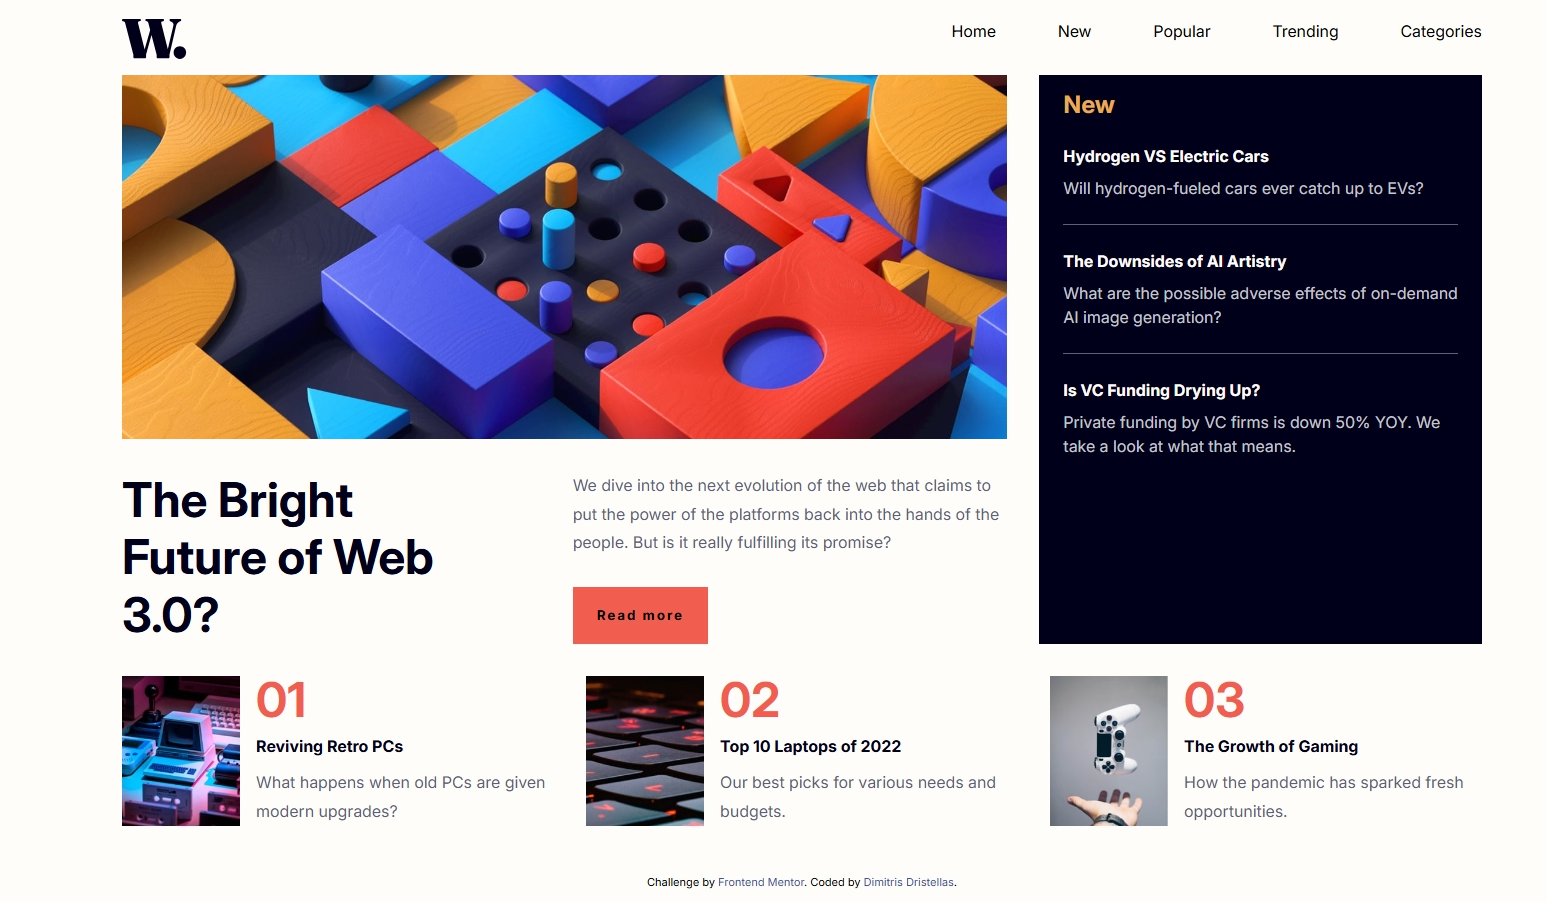 W.
Home New Popular Trending Categories
New
Hydrogen VS Electric Cars
Will hydrogen-fueled cars ever catch up to EVs?
The Downsides of AI Artistry
What are the possible adverse effects of on-demand
AI image generation?
Is VC Funding Drying Up?
Private funding by VC firms is down 50% YOY. We
take a look at what that means.
The Bright
Future of Web
3.0?
We dive into the next evolution of the web that claims to
put the power of the platforms back into the hands of the
people. But is it really fulfilling its promise?
Read more
01
Reviving Retro PCs
What happens when old PCs are given
modern upgrades?
02
Top 10 Laptops of 2022
Our best picks for various needs and
budgets.
03
The Growth of Gaming
How the pandemic has sparked fresh
opportunities.
Challenge by Frontend Mentor. Coded by Dimitris Dristellas.